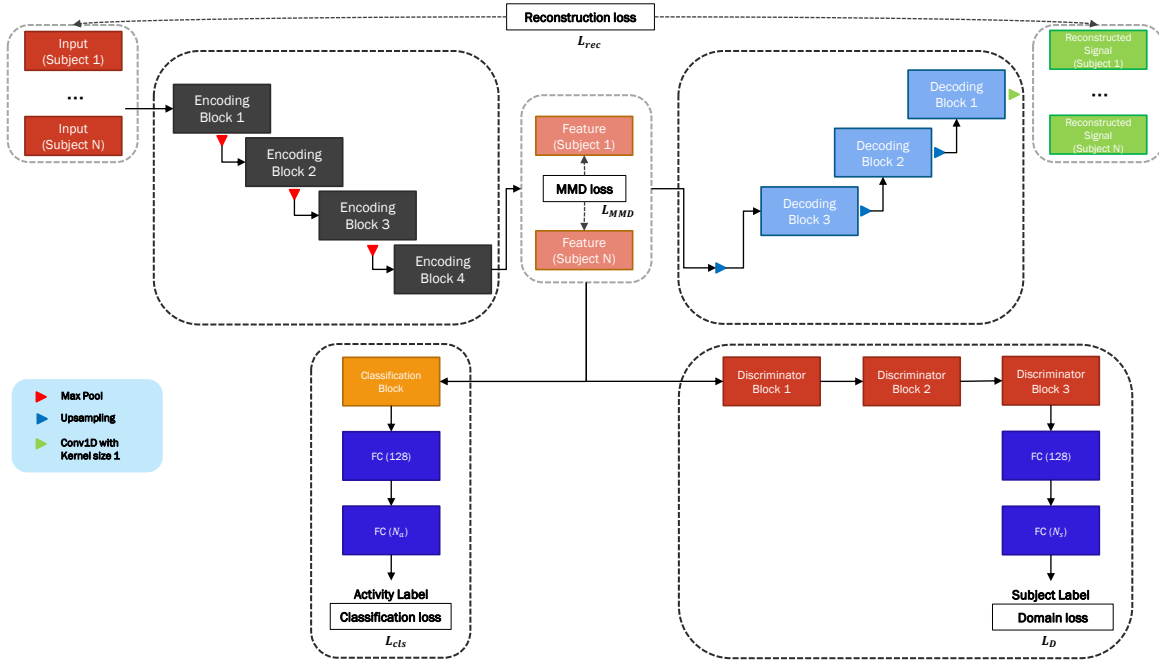 Reconstruction loss
L_rec
Input
(Subject 1)
...
Input
(Subject N)
Encoding
Block 1
Encoding
Block 2
Encoding
Block 3
Encoding
Block 4
Feature
(Subject 1)
MMD loss
L_MMD
Feature
(Subject N)
Decoding
Block 1
Decoding
Block 2
Decoding
Block 3
Reconstructed
Signal
(Subject 1)
...
Reconstructed
Signal
(Subject N)
Max Pool
Upsampling
Conv1D with
Kernel size 1
Classification
Block
FC (128)
FC (N_a)
Activity Label
Classification loss
L_cls
Discriminator
Block 1
Discriminator
Block 2
Discriminator
Block 3
FC (128)
FC (N_s)
Subject Label
Domain loss
L_D